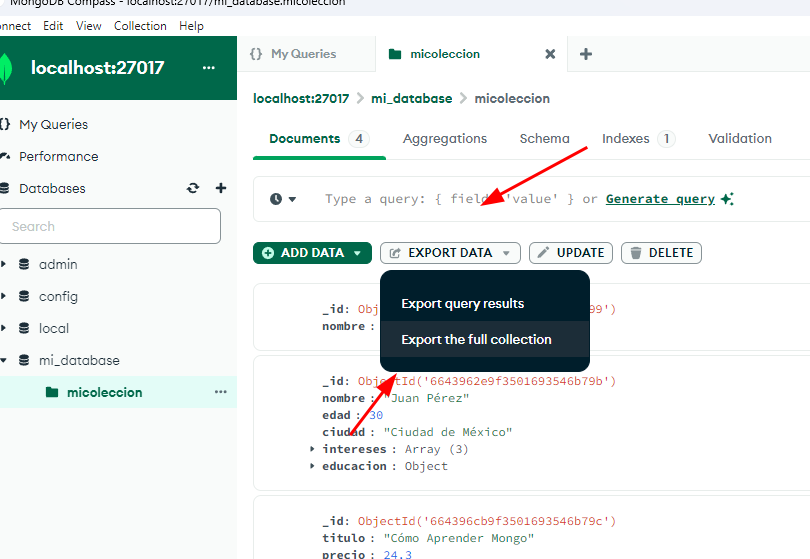 MongoDB Compass - localhost:27017/mi_database.micoleccion
Connect Edit View Collection Help
localhost:27017 ...
{} My Queries
micoleccion
localhost:27017 > mi_database > micoleccion
{} My Queries
Performance
Databases
Search
admin
config
local
mi_database
micoleccion ...
Documents 4 Aggregations Schema Indexes 1 Validation
Type a query: { field: 'value' } or Generate query
ADD DATA EXPORT DATA UPDATE DELETE
Export query results
Export the full collection
_id: Obj 99')
nombre :
_id: ObjectId('6643962e9f3501693546b79b')
nombre : "Juan Pérez"
edad : 30
ciudad : "Ciudad de México"
intereses : Array (3)
educacion : Object
_id: ObjectId('664396cb9f3501693546b79c')
titulo : "Cómo Aprender Mongo"
precio : 24.3